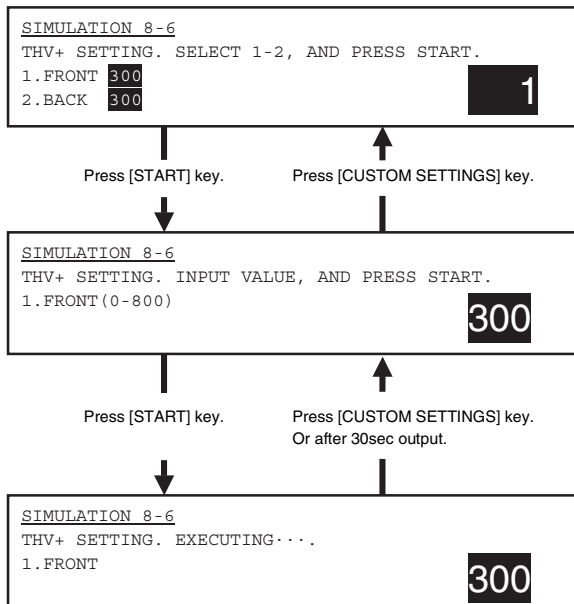 SIMULATION 8-6
THV+ SETTING. SELECT 1-2, AND PRESS START.
1.FRONT 300
2.BACK 300
1
Press [START] key.
Press [CUSTOM SETTINGS] key.
SIMULATION 8-6
THV+ SETTING. INPUT VALUE, AND PRESS START.
1.FRONT(0-800)
300
Press [START] key.
Press [CUSTOM SETTINGS] key.
Or after 30sec output.
SIMULATION 8-6
THV+ SETTING. EXECUTING···.
1.FRONT
300